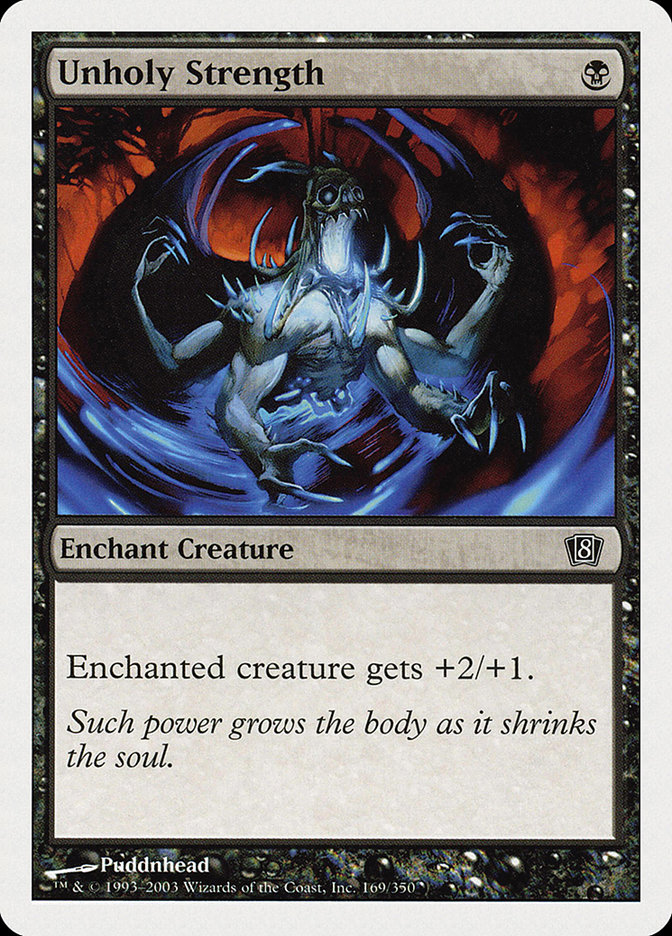 Unholy Strength
Enchant Creature
8
Enchanted creature gets +2/+1.
Such power grows the body as it shrinks
the soul.
Puddnhead
™ & © 1993–2003 Wizards of the Coast, Inc. 169/350